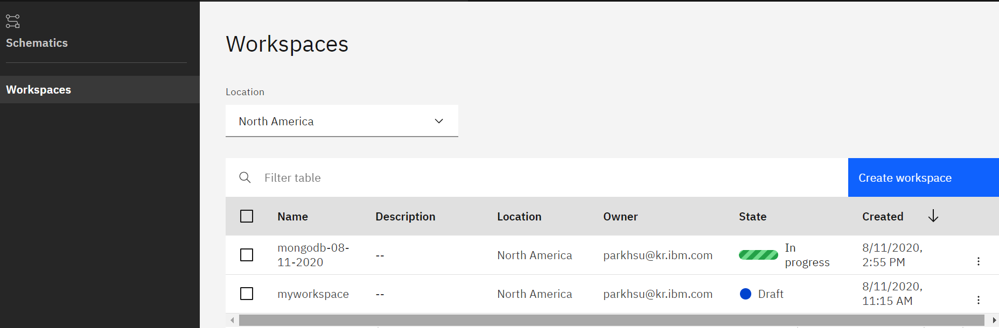 Schematics
Workspaces
Workspaces
Location
North America
Filter table
Create workspace
Name Description Location Owner State Created
mongodb-08-
11-2020
--
North America
parkhsu@kr.ibm.com
In
progress
8/11/2020,
2:55 PM
myworkspace
--
North America
parkhsu@kr.ibm.com
Draft
8/11/2020,
11:15 AM